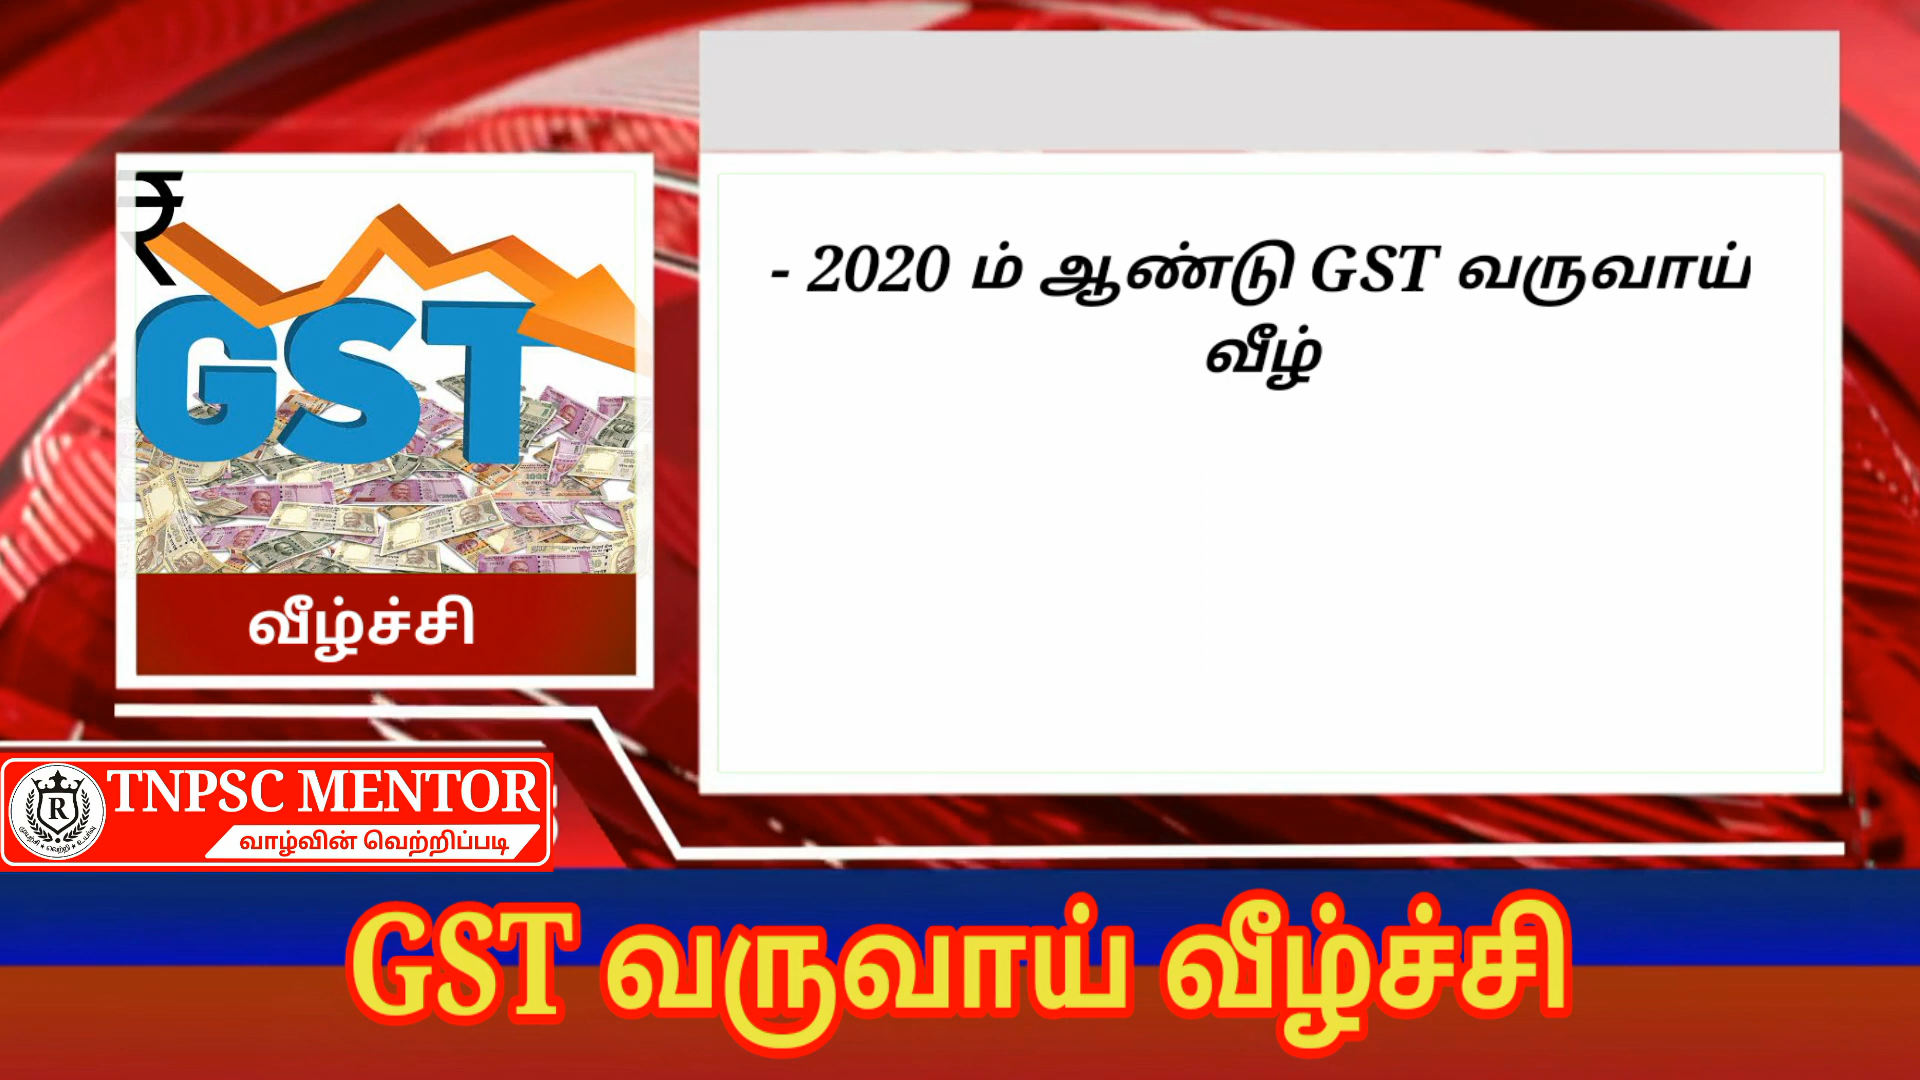 ₹
GST
வீழ்ச்சி
- 2020 ம் ஆண்டு GST வருவாய்
வீழ்
TNPSC MENTOR
வாழ்வின் வெற்றிப்படி
R
GST வருவாய் வீழ்ச்சி